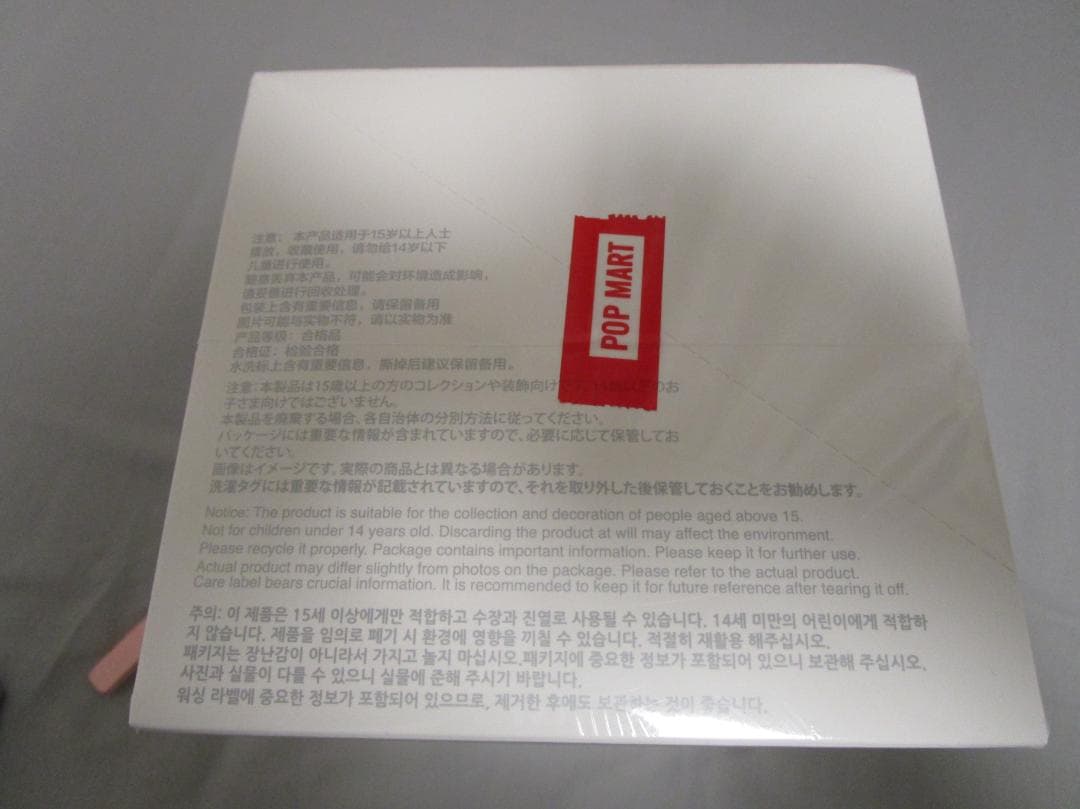 注意： 本产品适用于15岁以上人士
摆放，收藏使用，请勿给14岁以下
儿童进行使用。
随意丢弃本产品，可能会对环境造成影响，
请妥善进行回收处理。
包装上含有重要信息，请保留备用
图片可能与实物不符，请以实物为准
产品等级：合格品
合格证：检验合格
水洗标上含有重要信息，撕掉后建议保留备用。
POP MART
注意：本製品は15歳以上の方のコレクションや装飾向けです。14歳以下のお
子さま向けではございません。
本製品を廃棄する場合、各自治体の分別方法に従ってください。
パッケージには重要な情報が含まれていますので、必要に応じて保管してお
いてください。
画像はイメージです。実際の商品とは異なる場合があります。
洗濯タグには重要な情報が記載されていますので、それを取り外した後保管しておくことをお勧めします。
Notice: The product is suitable for the collection and decoration of people aged above 15.
Not for children under 14 years old. Discarding the product at will may affect the environment.
Please recycle it properly. Package contains important information. Please keep it for further use.
Actual product may differ slightly from photos on the package. Please refer to the actual product.
Care label bears crucial information. It is recommended to keep it for future reference after tearing it off.
주의: 이 제품은 15세 이상에게만 적합하고 수장과 진열로 사용될 수 있습니다. 14세 미만의 어린이에게 적합하
지 않습니다. 제품을 임의로 폐기 시 환경에 영향을 끼칠 수 있습니다. 적절히 재활용 해주십시오.
패키지는 장난감이 아니라서 가지고 놀지 마십시오.패키지에 중요한 정보가 포함되어 있으니 보관해 주십시오.
사진과 실물이 다를 수 있으니 실물에 준해 주시기 바랍니다.
워싱 라벨에 중요한 정보가 포함되어 있으므로, 제거한 후에도 보관하는 것이 좋습니다.